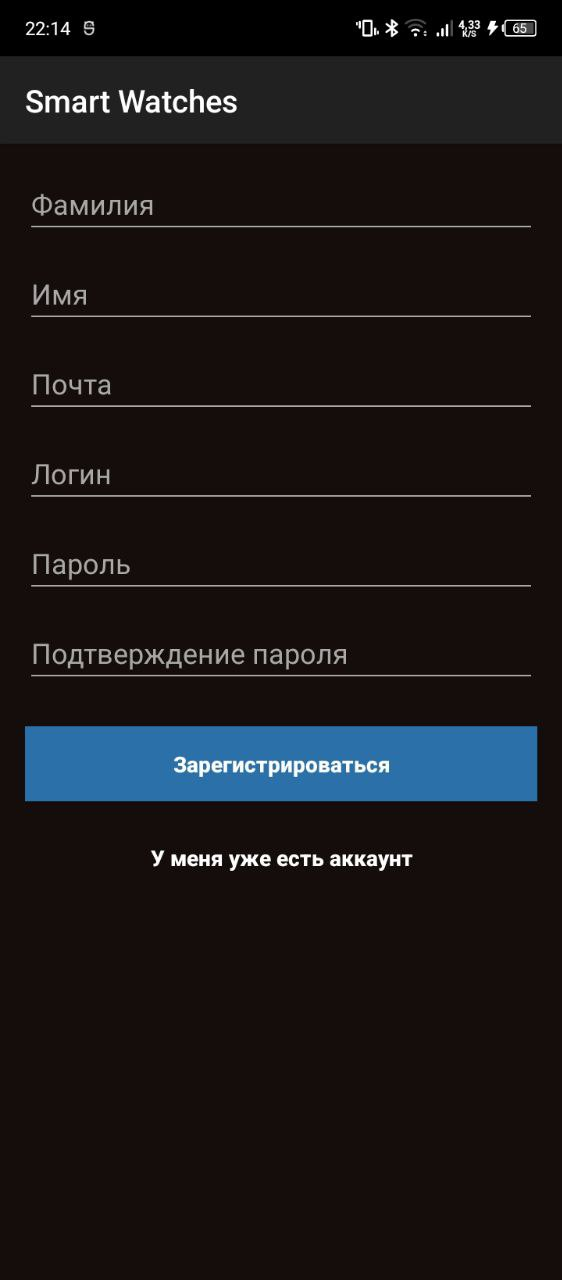 22:14
4,33
K/S
65
Smart Watches
Фамилия
Имя
Почта
Логин
Пароль
Подтверждение пароля
Зарегистрироваться
У меня уже есть аккаунт